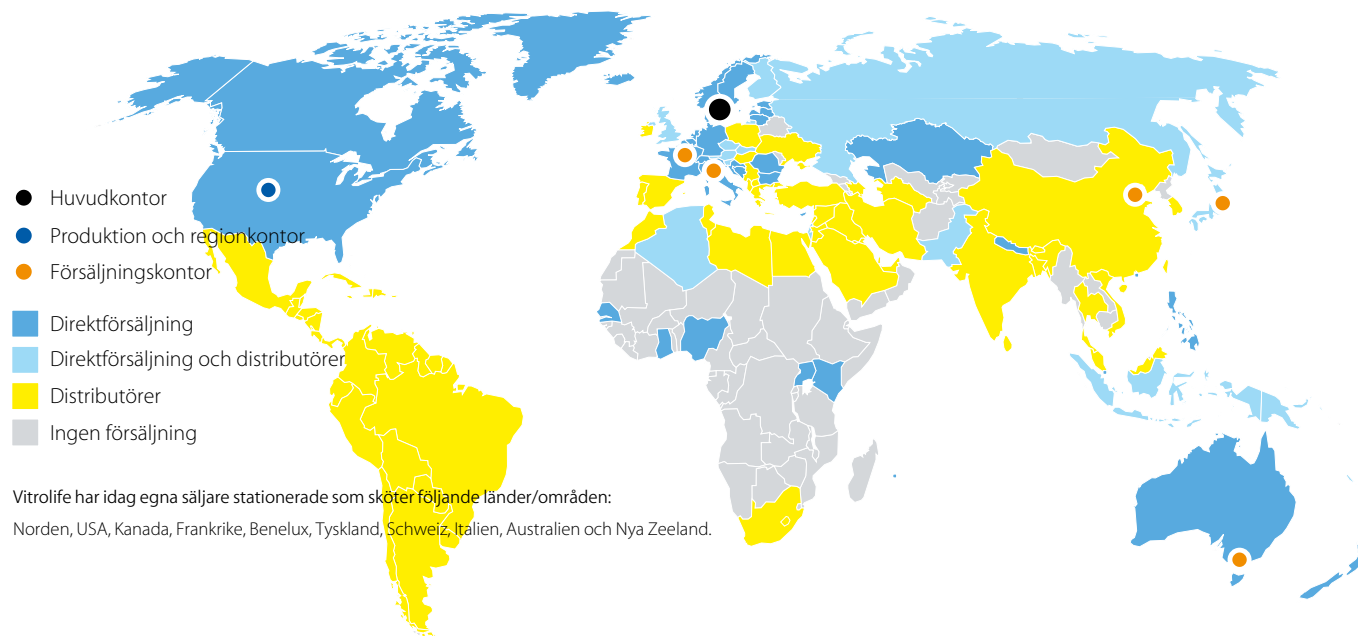 Huvudkontor
Produktion och regionkontor
Försäljningskontor
Direktförsäljning
Direktförsäljning och distributörer
Distributörer
Ingen försäljning
Vitrolife har idag egna säljare stationerade som sköter följande länder/områden:
Norden, USA, Kanada, Frankrike, Benelux, Tyskland, Schweiz, Italien, Australien och Nya Zeeland.